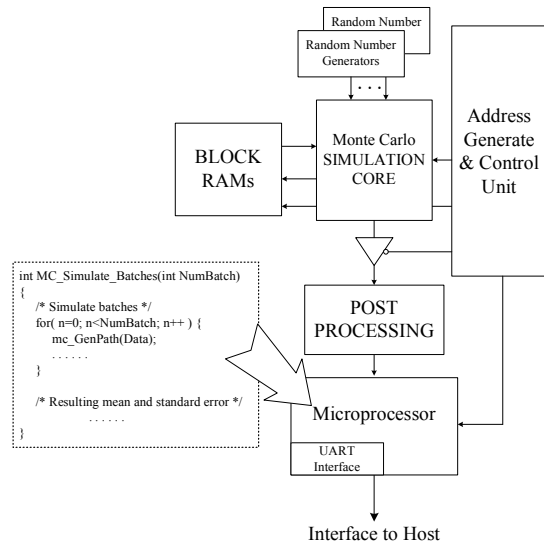 Random Number
Random Number
Generators
. . .
Address
Generate
& Control
Unit
Monte Carlo
SIMULATION
CORE
BLOCK
RAMs
int MC_Simulate_Batches(int NumBatch)
{
/* Simulate batches */
for( n=0; n<NumBatch; n++ ) {
mc_GenPath(Data);
. . . . . .
}
/* Resulting mean and standard error */
. . . . . .
}
POST
PROCESSING
Microprocessor
UART
Interface
Interface to Host